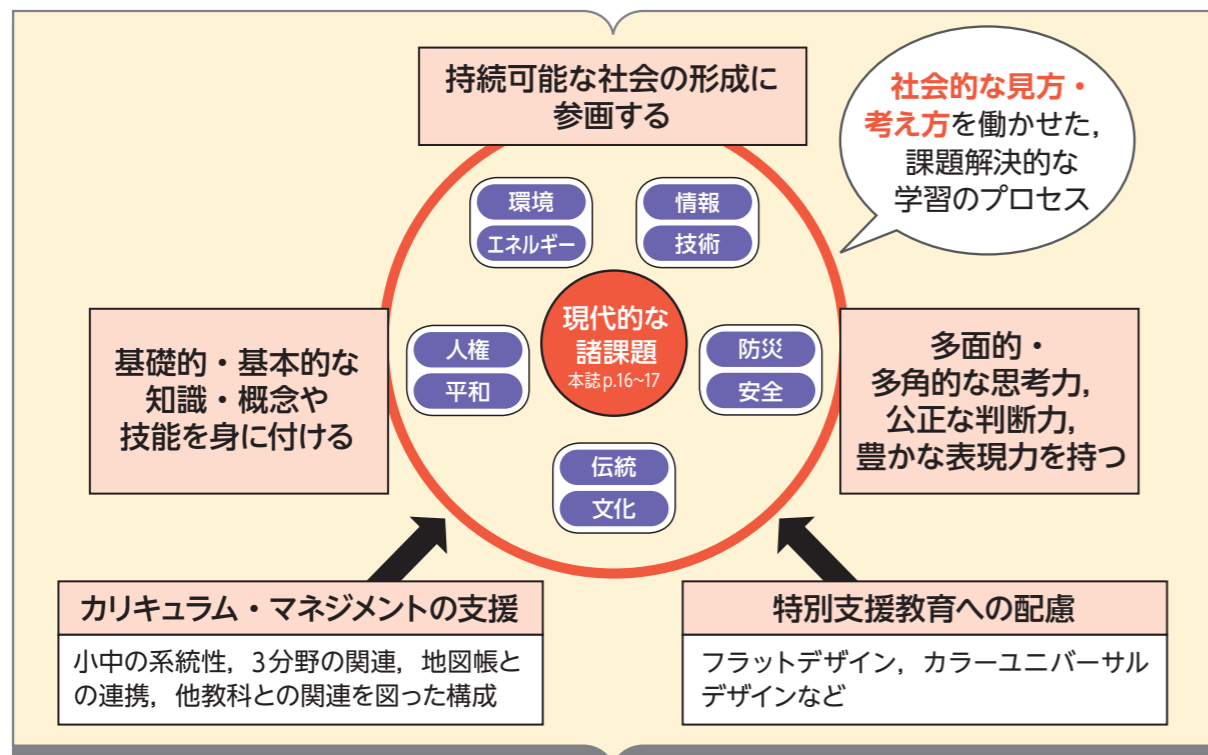 持続可能な社会の形成に
参画する
社会的な見方・
考え方を働かせた，
課題解決的な
学習のプロセス
環境
エネルギー
情報
技術
現代的な
諸課題
本誌p.16~17
人権
平和
防災
安全
伝統
文化
基礎的・基本的な
知識・概念や
技能を身に付ける
多面的・
多角的な思考力，
公正な判断力，
豊かな表現力を持つ
カリキュラム・マネジメントの支援
小中の系統性，3分野の関連，地図帳と
の連携，他教科との関連を図った構成
特別支援教育への配慮
フラットデザイン，カラーユニバーサル
デザインなど